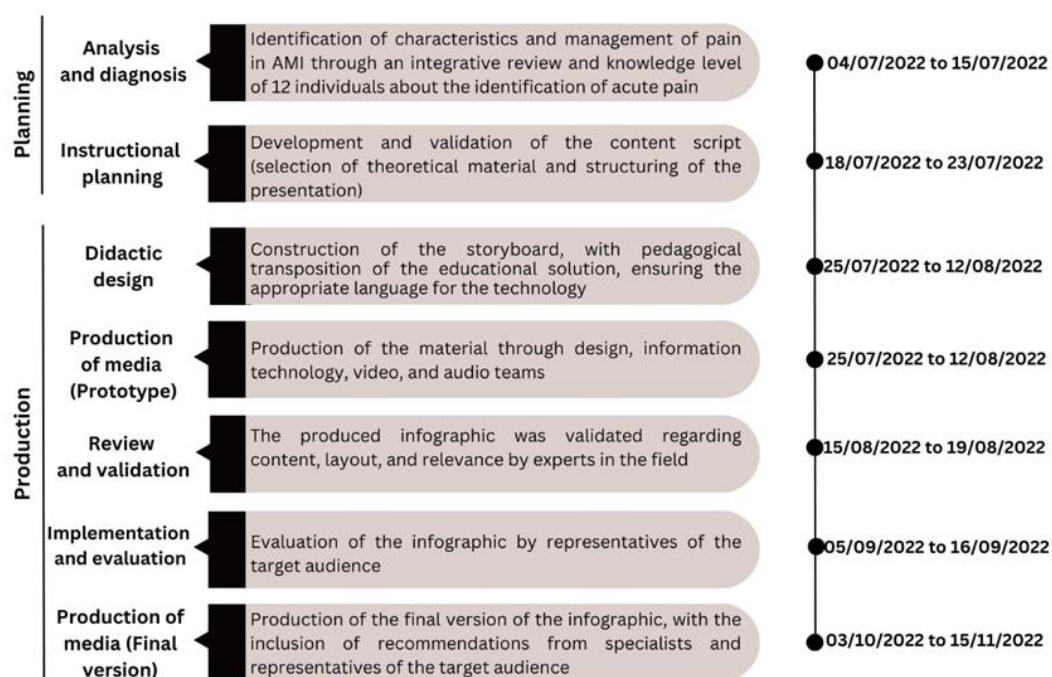 Planning
Analysis
and diagnosis
Identification of characteristics and management of pain
in AMI through an integrative review and knowledge level
of 12 individuals about the identification of acute pain
04/07/2022 to 15/07/2022
Instructional
planning
Development and validation of the content script
(selection of theoretical material and structuring of the
presentation)
18/07/2022 to 23/07/2022
Production
Didactic
design
Construction of the storyboard, with pedagogical
transposition of the educational solution, ensuring the
appropriate language for the technology
25/07/2022 to 12/08/2022
Production
of media
(Prototype)
Production of the material through design, information
technology, video, and audio teams
25/07/2022 to 12/08/2022
Review
and validation
The produced infographic was validated regarding
content, layout, and relevance by experts in the field
15/08/2022 to 19/08/2022
Implementation
and evaluation
Evaluation of the infographic by representatives of the
target audience
05/09/2022 to 16/09/2022
Production of
media (Final
version)
Production of the final version of the infographic, with the
inclusion of recommendations from specialists and
representatives of the target audience
03/10/2022 to 15/11/2022